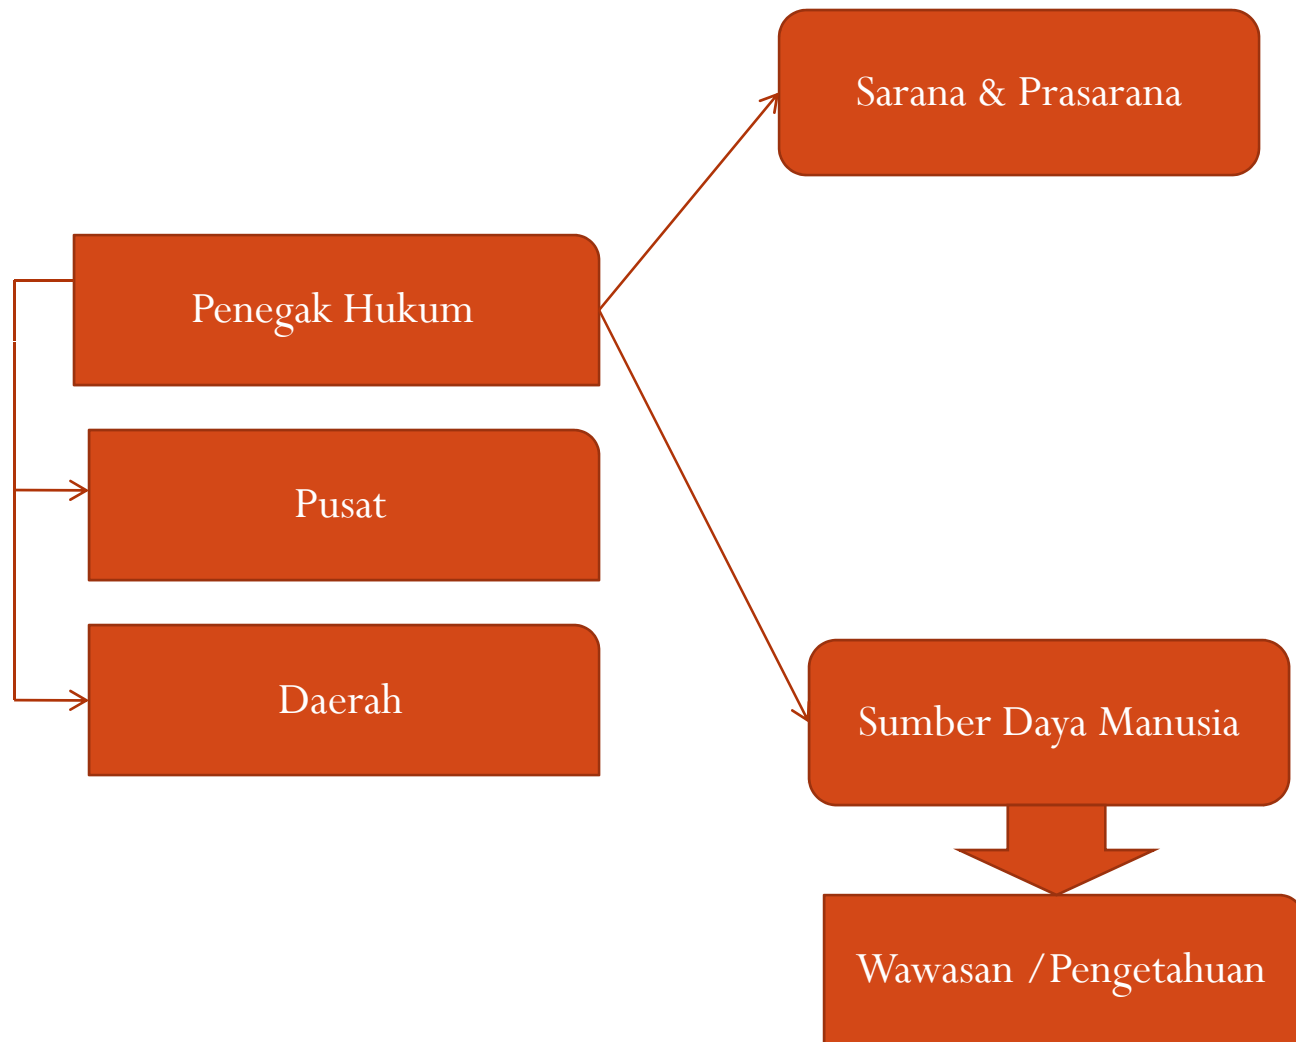 Sarana & Prasarana
Penegak Hukum
Pusat
Daerah
Sumber Daya Manusia
Wawasan /Pengetahuan